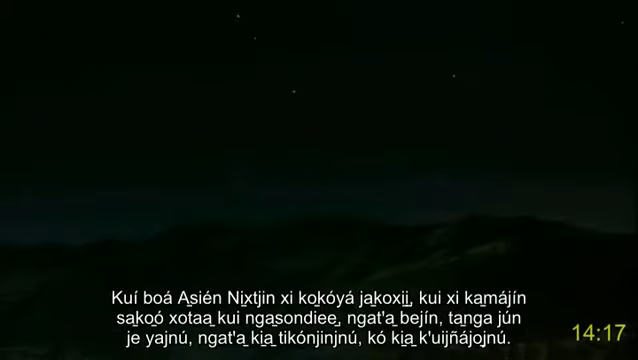 Kuí boá A̱sién Ni̱xtjin xi ko̱kóyá ja̱koxi̱i̱, kui xi ka̱májín
sa̱ko̱ó xotaa̱ kui nga̱sondiee̱, ngat'a̱ bejín, ta̱nga jún
je yajnú, ngat'a̱ ki̱a̱ tikónjinjnú, kó ki̱a̱ k'uijñájo̱jnú.
14:17